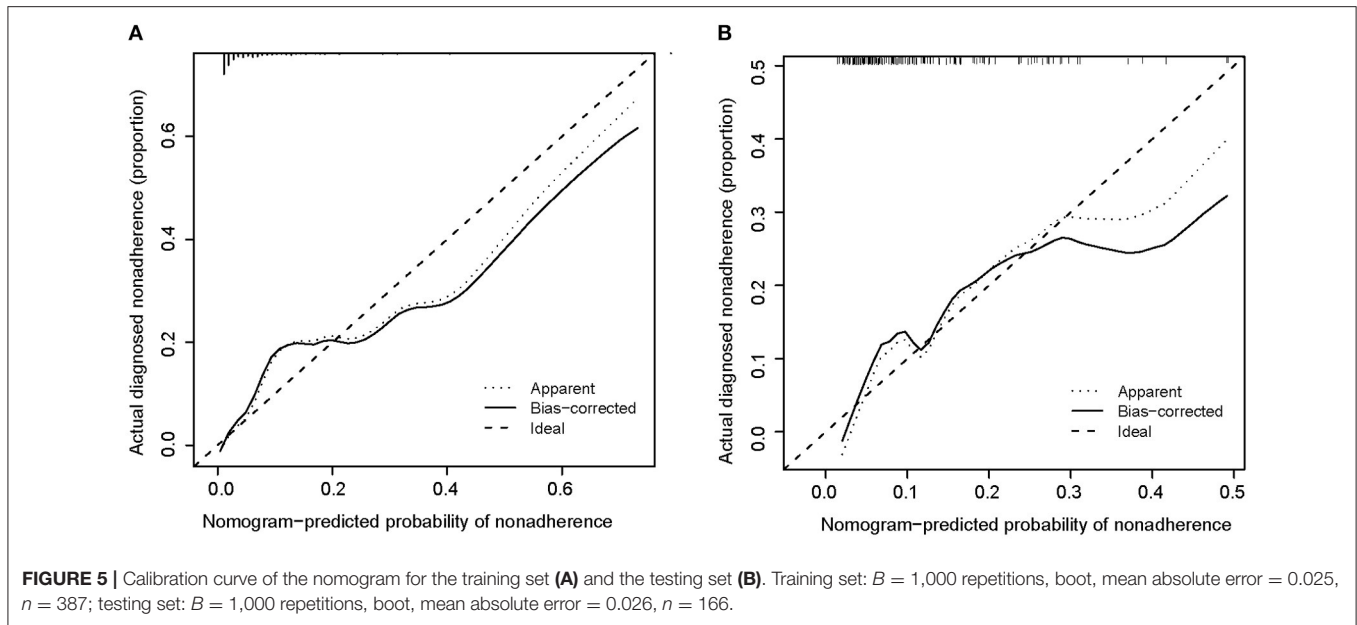 A
Actual diagnosed nonadherence (proportion)
0.0
0.2
0.4
0.6
Apparent
Bias−corrected
Ideal
0.0 0.2 0.4 0.6
Nomogram−predicted probability of nonadherence
B
Actual diagnosed nonadherence (proportion)
0.0
0.1
0.2
0.3
0.4
0.5
Apparent
Bias−corrected
Ideal
0.0 0.1 0.2 0.3 0.4 0.5
Nomogram−predicted probability of nonadherence
FIGURE 5 | Calibration curve of the nomogram for the training set (A) and the testing set (B). Training set: B = 1,000 repetitions, boot, mean absolute error = 0.025,
n = 387; testing set: B = 1,000 repetitions, boot, mean absolute error = 0.026, n = 166.